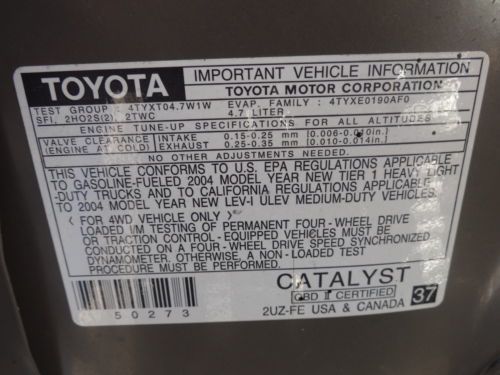 TOYOTA
IMPORTANT VEHICLE INFORMATION
TOYOTA MOTOR CORPORATION
TEST GROUP : 4TYXT04.7W1W EVAP. FAMILY : 4TYXE0190AF0
SFI, 2HO2S(2), 2TWC 4.7 LITER
ENGINE TUNE-UP SPECIFICATIONS FOR ALL ALTITUDES
VALVE CLEARANCE INTAKE 0.15-0.25 mm (0.006-0.010in.)
(ENGINE AT COLD) EXHAUST 0.25-0.35 mm (0.010-0.014in.)
NO OTHER ADJUSTMENTS NEEDED.
THIS VEHICLE CONFORMS TO U.S. EPA REGULATIONS APPLICABLE
TO GASOLINE-FUELED 2004 MODEL YEAR NEW TIER 1 HEAVY LIGHT
-DUTY TRUCKS AND TO CALIFORNIA REGULATIONS APPLICABLE
TO 2004 MODEL YEAR NEW LEV-I ULEV MEDIUM-DUTY VEHICLES.
< FOR 4WD VEHICLE ONLY >
LOADED I/M TESTING OF PERMANENT FOUR-WHEEL DRIVE
OR TRACTION CONTROL-EQUIPPED VEHICLES MUST BE
CONDUCTED ON A FOUR-WHEEL DRIVE SPEED SYNCHRONIZED
DYNAMOMETER. OTHERWISE, A NON-LOADED TEST
PROCEDURE MUST BE PERFORMED.
CATALYST
OBD II CERTIFIED 37
50273
2UZ-FE USA & CANADA